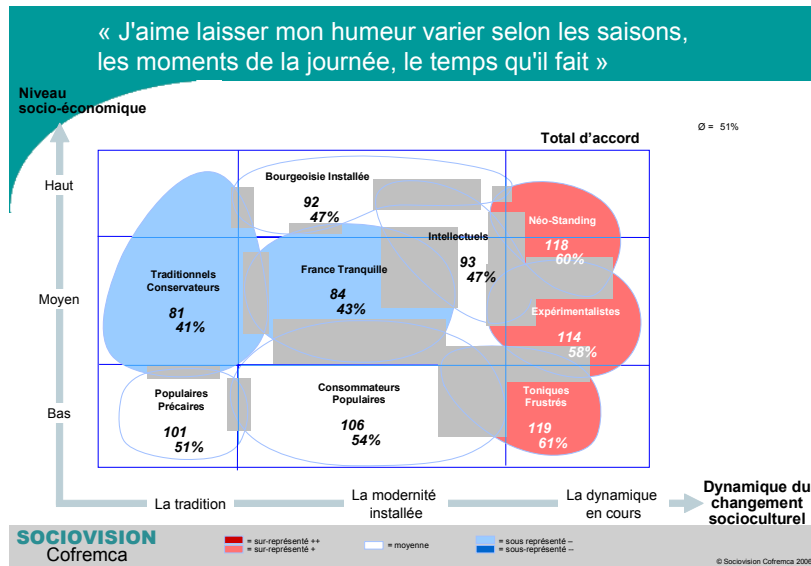 « J'aime laisser mon humeur varier selon les saisons,
les moments de la journée, le temps qu'il fait »
Niveau
socio-économique
Ø = 51%
Total d'accord
Haut
Moyen
Bas
Bourgeoisie Installée
92
47%
Néo-Standing
118
60%
Intellectuels
93
47%
Traditionnels
Conservateurs
81
41%
France Tranquille
84
43%
Expérimentalistes
114
58%
Populaires
Précaires
101
51%
Consommateurs
Populaires
106
54%
Toniques
Frustrés
119
61%
La tradition
La modernité
installée
La dynamique
en cours
Dynamique du
changement
socioculturel
SOCIOVISION
Cofremca
= sur-représenté ++
= sur-représenté +
= moyenne
= sous représenté –
= sous-représenté --
© Sociovision Cofremca 2006